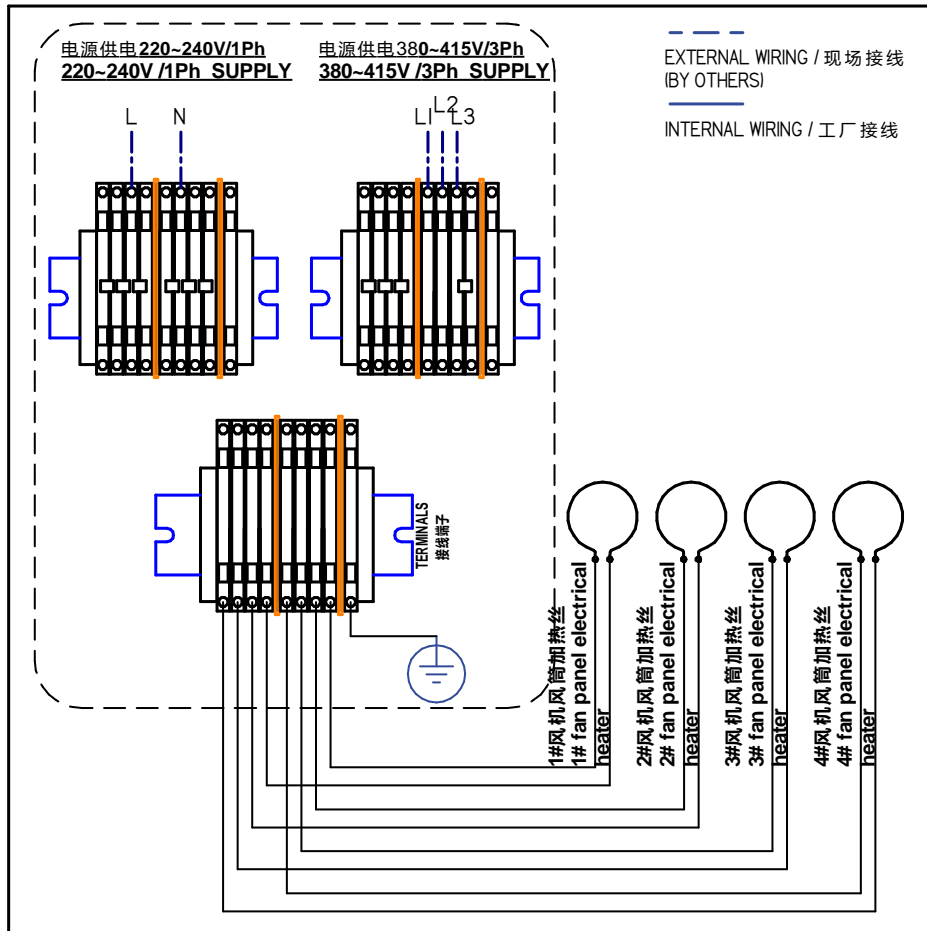 电源供电220~240V/1Ph
220~240V /1Ph SUPPLY
电源供电380~415V/3Ph
380~415V /3Ph SUPPLY
EXTERNAL WIRING / 现场接线
(BY OTHERS)
INTERNAL WIRING / 工厂接线
L
N
L1
L2
L3
TERMINALS
接线端子
1#风机风筒加热丝
1# fan panel electrical
heater
2#风机风筒加热丝
2# fan panel electrical
heater
3#风机风筒加热丝
3# fan panel electrical
heater
4#风机风筒加热丝
4# fan panel electrical
heater